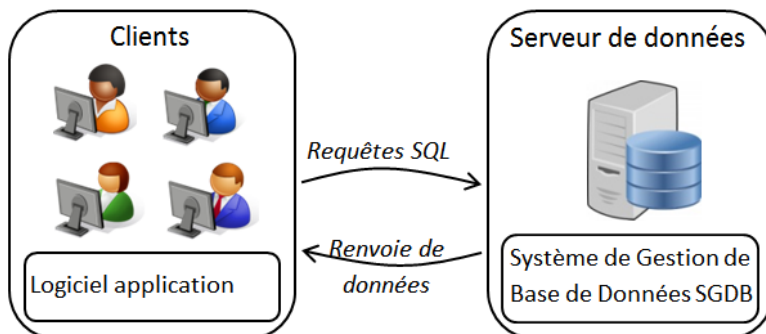 Clients
Logiciel application
Requêtes SQL
Renvoie de
données
Serveur de données
Système de Gestion de
Base de Données SGDB